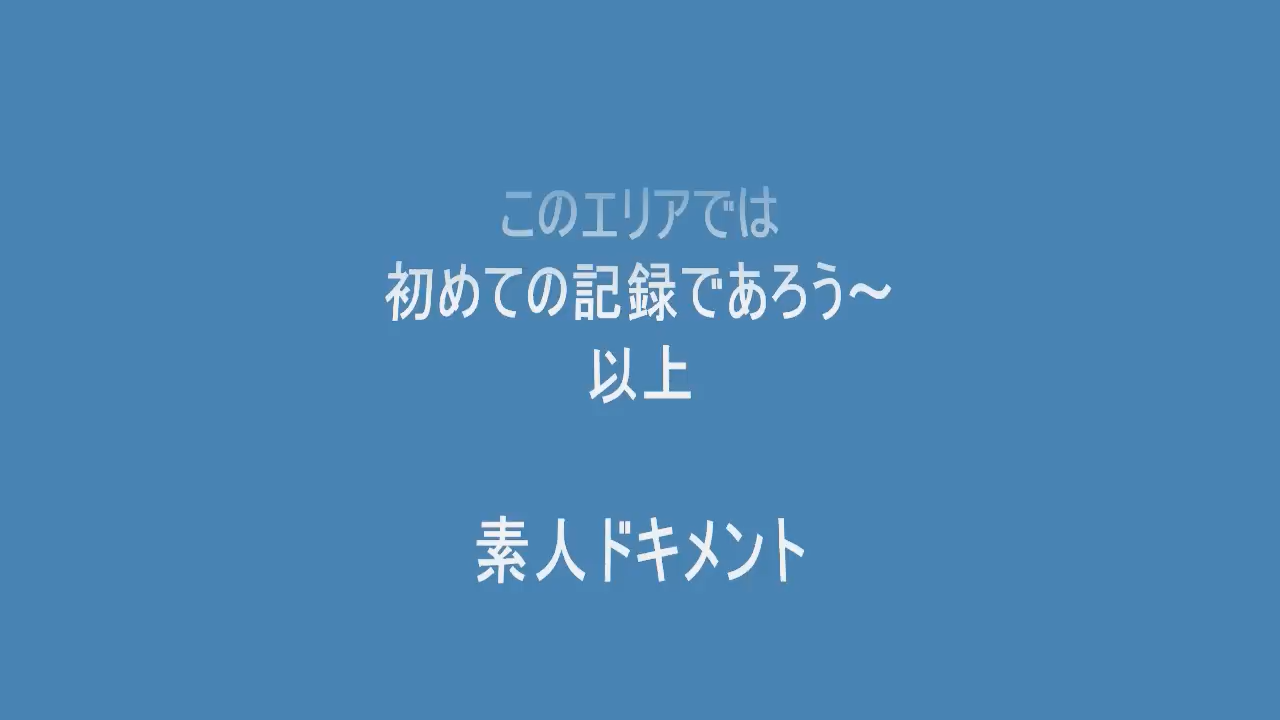 このエリアでは
初めての記録であろう～
以上
素人ドキメント